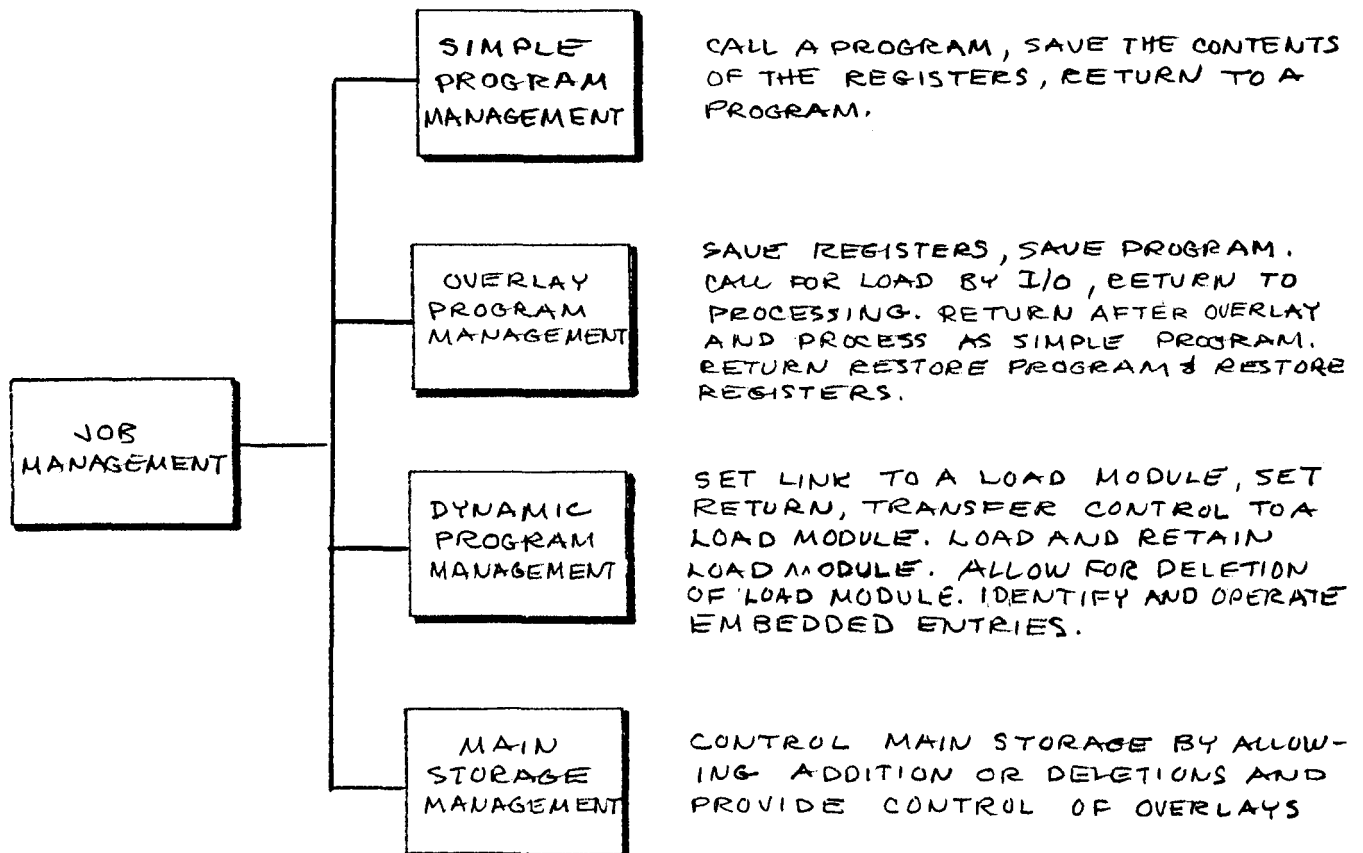 SIMPLE
PROGRAM
MANAGEMENT
CALL A PROGRAM, SAVE THE CONTENTS
OF THE REGISTERS, RETURN TO A
PROGRAM.
OVERLAY
PROGRAM
MANAGEMENT
SAVE REGISTERS, SAVE PROGRAM.
CALL FOR LOAD BY I/O, RETURN TO
PROCESSING. RETURN AFTER OVERLAY
AND PROCESS AS SIMPLE PROGRAM.
RETURN RESTORE PROGRAM & RESTORE
REGISTERS.
JOB
MANAGEMENT
DYNAMIC
PROGRAM
MANAGEMENT
SET LINK TO A LOAD MODULE, SET
RETURN, TRANSFER CONTROL TO A
LOAD MODULE. LOAD AND RETAIN
LOAD MODULE. ALLOW FOR DELETION
OF LOAD MODULE. IDENTIFY AND OPERATE
EMBEDDED ENTRIES.
MAIN
STORAGE
MANAGEMENT
CONTROL MAIN STORAGE BY ALLOW-
ING ADDITION OR DELETIONS AND
PROVIDE CONTROL OF OVERLAYS